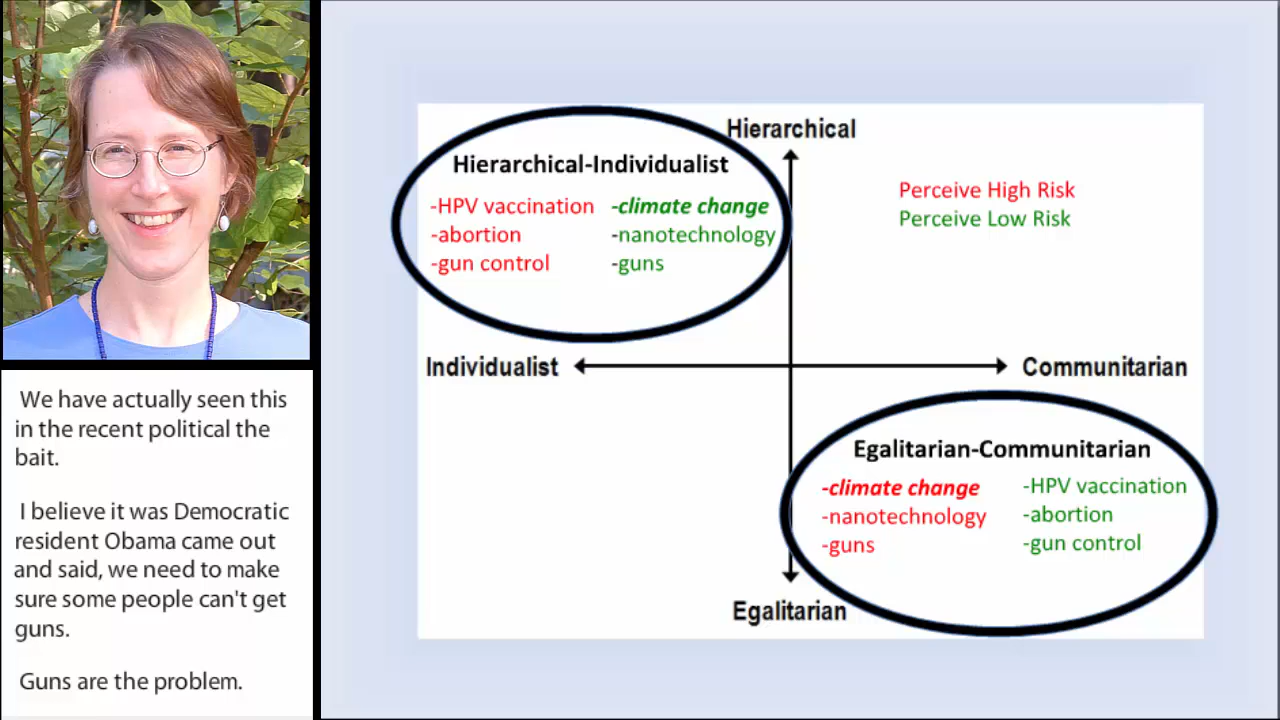 We have actually seen this
in the recent political the
bait.
I believe it was Democratic
resident Obama came out
and said, we need to make
sure some people can't get
guns.
Guns are the problem.
Hierarchical
Hierarchical-Individualist
-HPV vaccination -climate change
-abortion -nanotechnology
-gun control -guns
Perceive High Risk
Perceive Low Risk
Individualist
Communitarian
Egalitarian-Communitarian
-climate change -HPV vaccination
-nanotechnology -abortion
-guns -gun control
Egalitarian